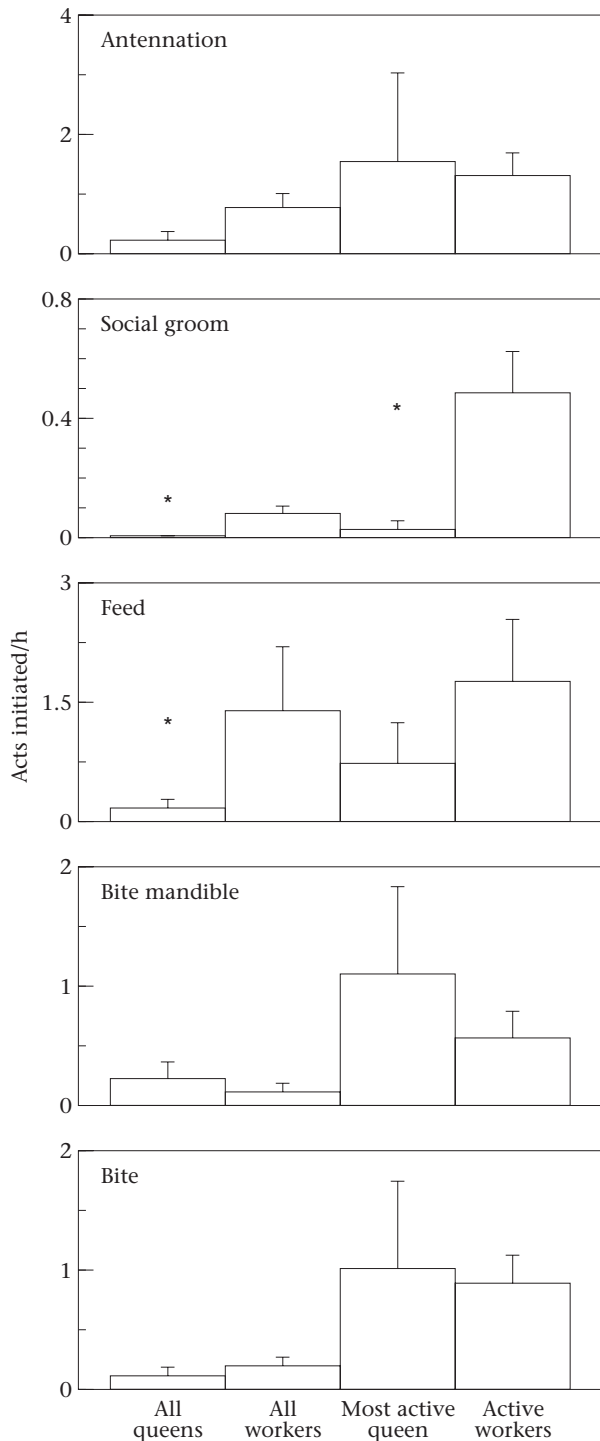 4
Antennation
2
0
0.8
Social groom
*
0.4
*
0
3
Feed
1.5
*
0
2
Bite mandible
1
0
2
Bite
1
0
Acts initiated/h
All queens
All workers
Most active queen
Active workers